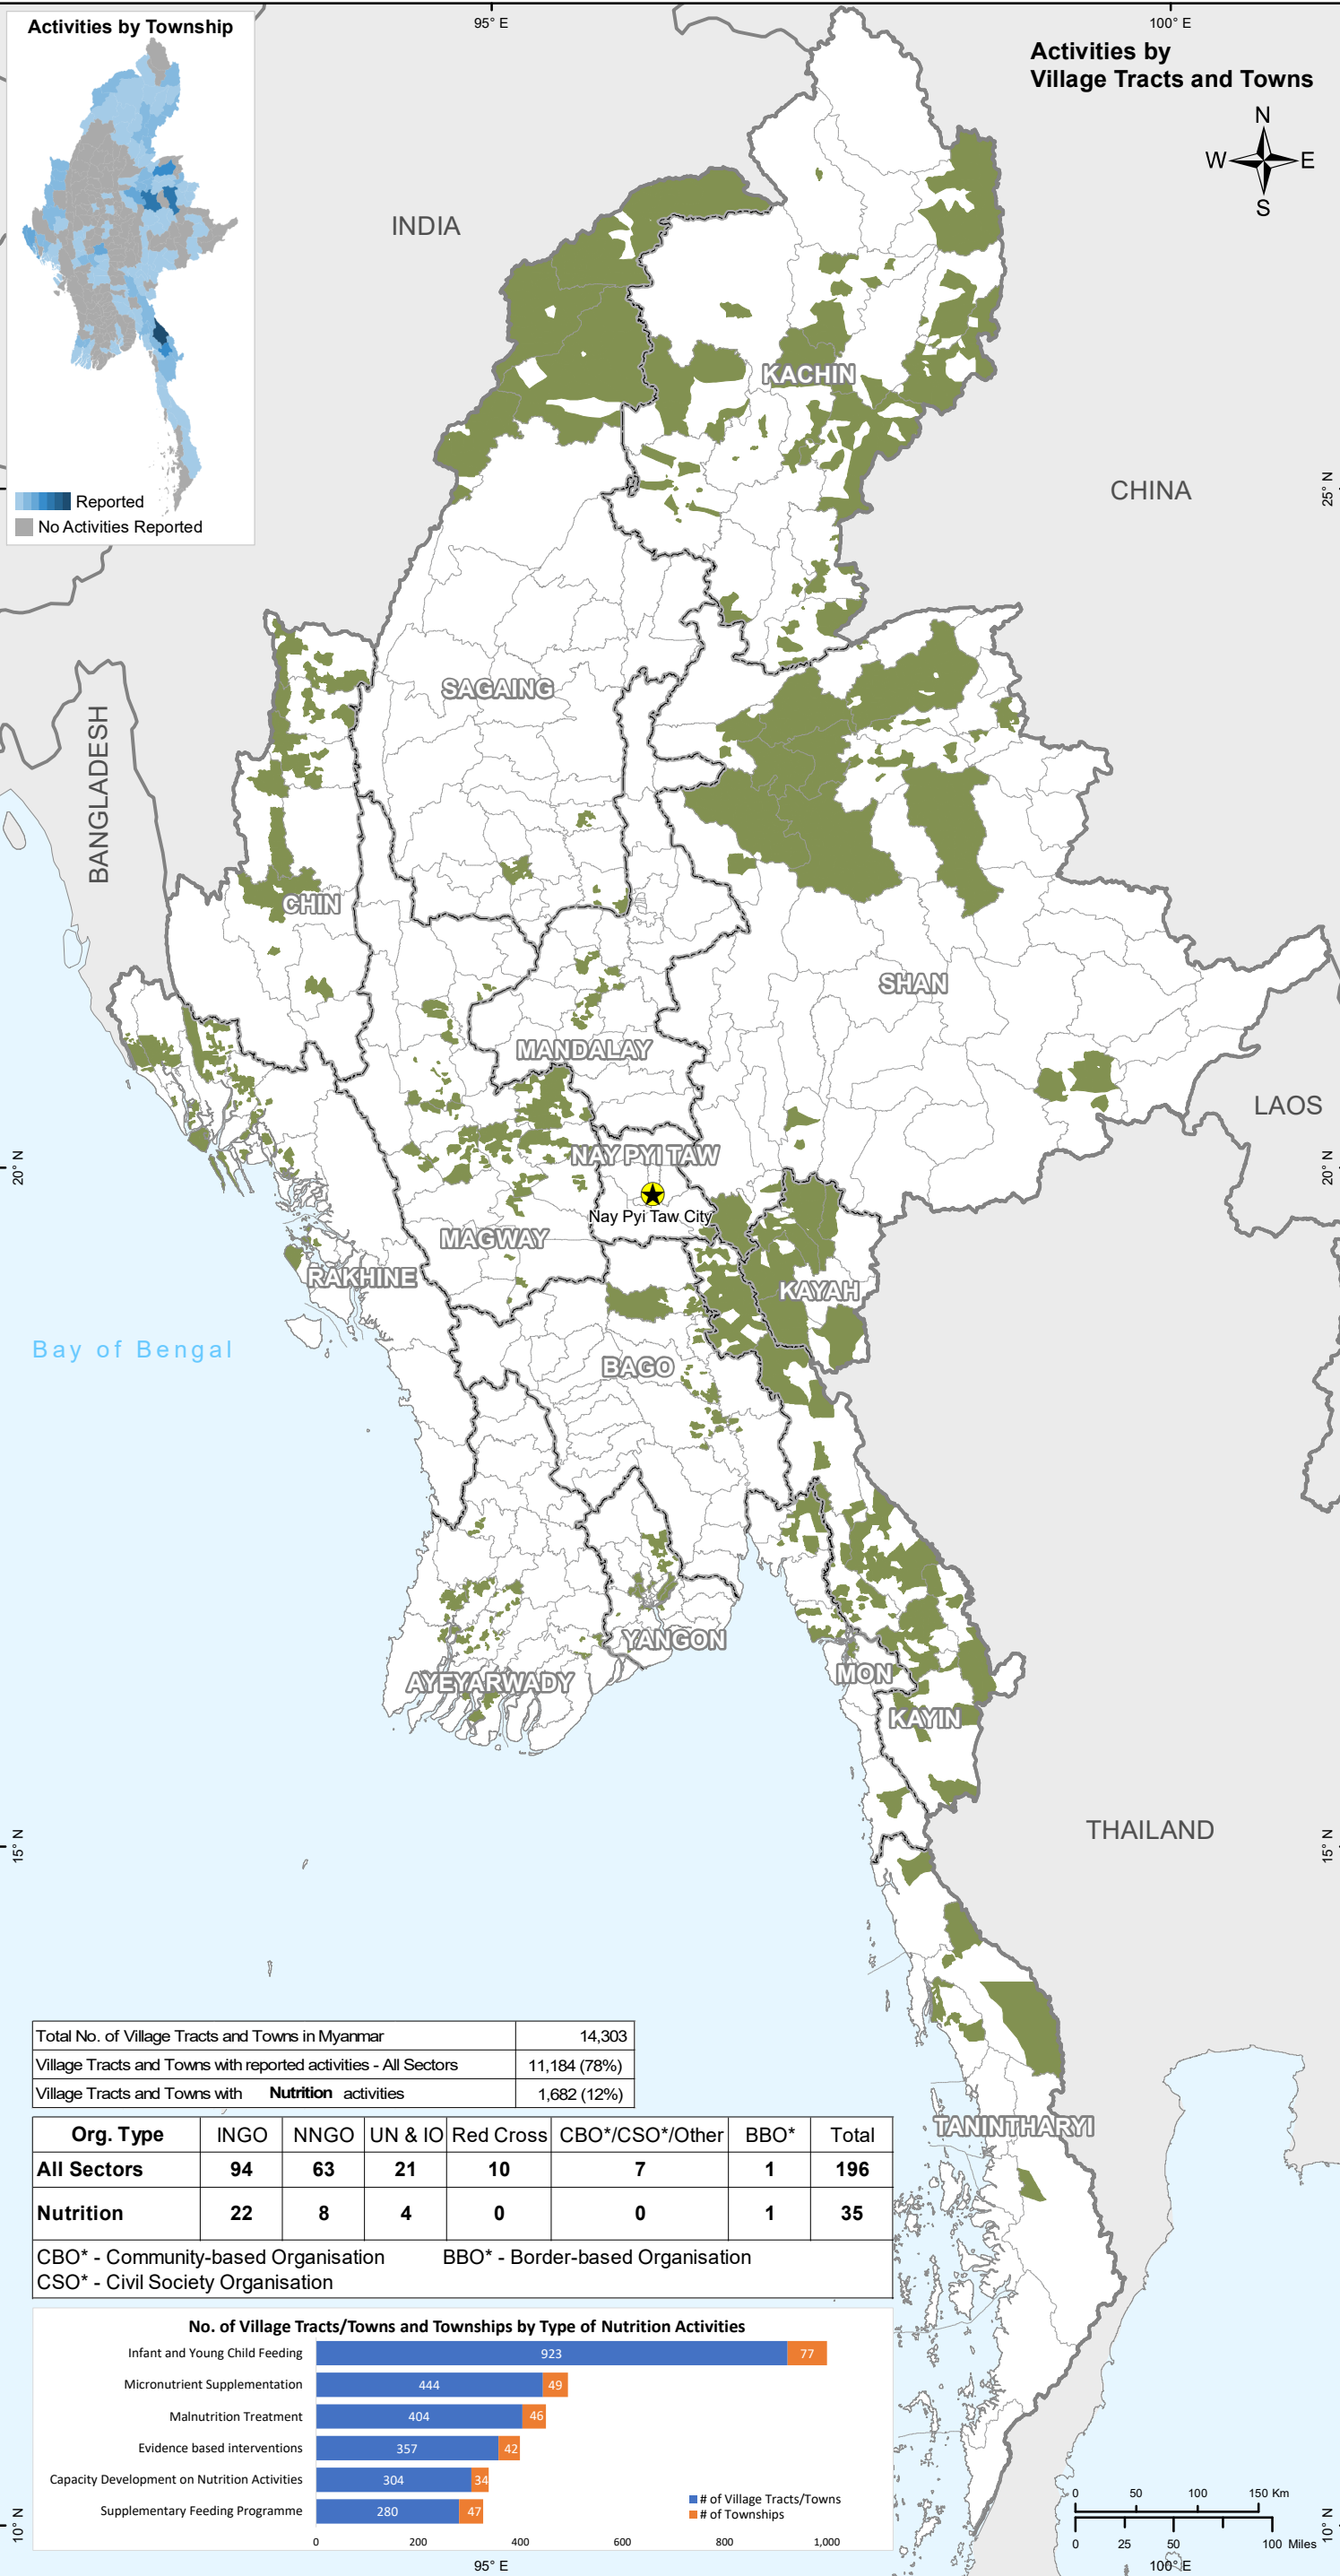 95° E
100° E
Activities by Township
Reported
No Activities Reported
Activities by
Village Tracts and Towns
N
W
E
S
INDIA
KACHIN
CHINA
25° N
SAGAING
BANGLADESH
CHIN
SHAN
MANDALAY
LAOS
20° N
20° N
NAY PYI TAW
Nay Pyi Taw City
MAGWAY
RAKHINE
KAYAH
Bay of Bengal
BAGO
YANGON
AYEYARWADY
MON
KAYIN
THAILAND
15° N
15° N
TANINTHARYI
Total No. of Village Tracts and Towns in Myanmar 14,303
Village Tracts and Towns with reported activities - All Sectors 11,184 (78%)
Village Tracts and Towns with Nutrition activities 1,682 (12%)
Org. Type INGO NNGO UN & IO Red Cross CBO*/CSO*/Other BBO* Total
All Sectors 94 63 21 10 7 1 196
Nutrition 22 8 4 0 0 1 35
CBO* - Community-based Organisation BBO* - Border-based Organisation
CSO* - Civil Society Organisation
No. of Village Tracts/Towns and Townships by Type of Nutrition Activities
Infant and Young Child Feeding 923 77
Micronutrient Supplementation 444 49
Malnutrition Treatment 404 46
Evidence based interventions 357 42
Capacity Development on Nutrition Activities 304 34
Supplementary Feeding Programme 280 47
# of Village Tracts/Towns
# of Townships
0 200 400 600 800 1,000
0 50 100 150 Km
0 25 50 100 Miles
10° N
10° N
95° E
100° E